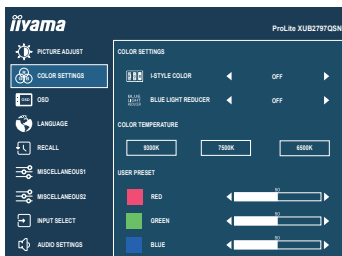 iiyama
ProLite XUB2797QSN
PICTURE ADJUST
COLOR SETTINGS
OSD
LANGUAGE
RECALL
MISCELLANEOUS1
MISCELLANEOUS2
INPUT SELECT
AUDIO SETTINGS
COLOR SETTINGS
I-STYLE COLOR
OFF
BLUE LIGHT REDUCER
OFF
COLOR TEMPERATURE
9300K
7500K
6500K
USER PRESET
RED
50
GREEN
50
BLUE
50